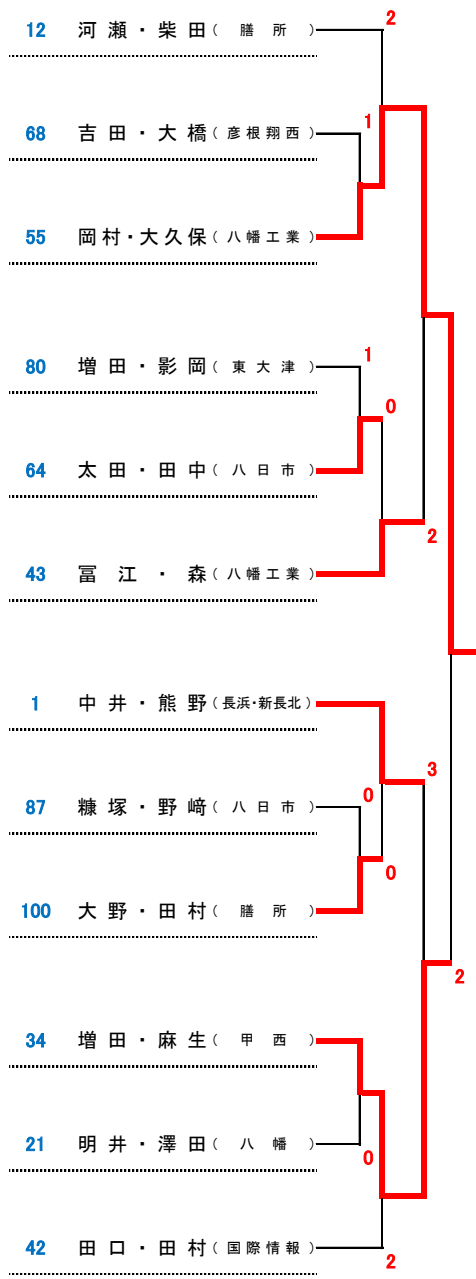 12 河瀬・柴田（膳所） 2
68 吉田・大橋（彦根翔西） 1
55 岡村・大久保（八幡工業）
80 増田・影岡（東大津） 1
0
64 太田・田中（八日市）
2
43 冨江・森（八幡工業）
1 中井・熊野（長浜・新長北）
3
87 糠塚・野﨑（八日市） 0
0
100 大野・田村（膳所）
2
34 増田・麻生（甲西）
21 明井・澤田（八幡） 0
42 田口・田村（国際情報） 2